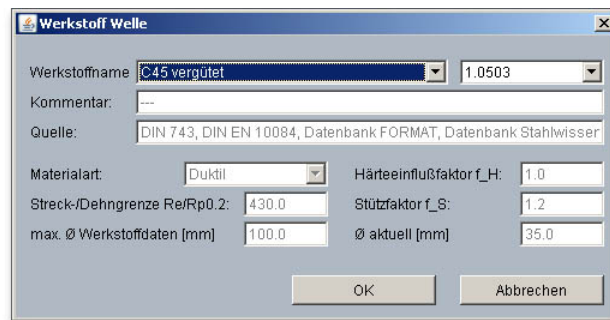 Werkstoff Welle
Werkstoffname C45 vergütet 1.0503
Kommentar: ---
Quelle: DIN 743, DIN EN 10084, Datenbank FORMAT, Datenbank Stahlwisser
Materialart: Duktil Härteeinflußfaktor f_H: 1.0
Streck-/Dehngrenze Re/Rp0.2: 430.0 Stützfaktor f_S: 1.2
max. Ø Werkstoffdaten [mm] 100.0 Ø aktuell [mm] 35.0
OK Abbrechen